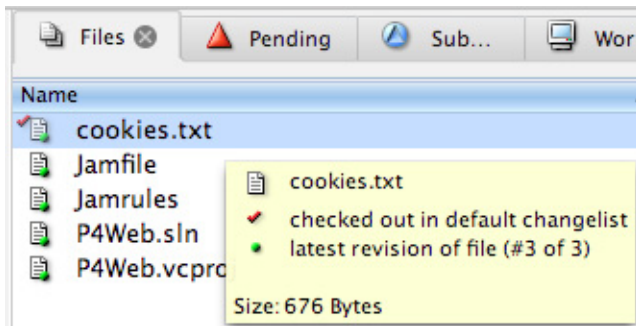 Files Pending Sub... Wor
Name
cookies.txt
Jamfile
Jamrules
P4Web.sln
P4Web.vcproj
cookies.txt
checked out in default changelist
latest revision of file (#3 of 3)
Size: 676 Bytes